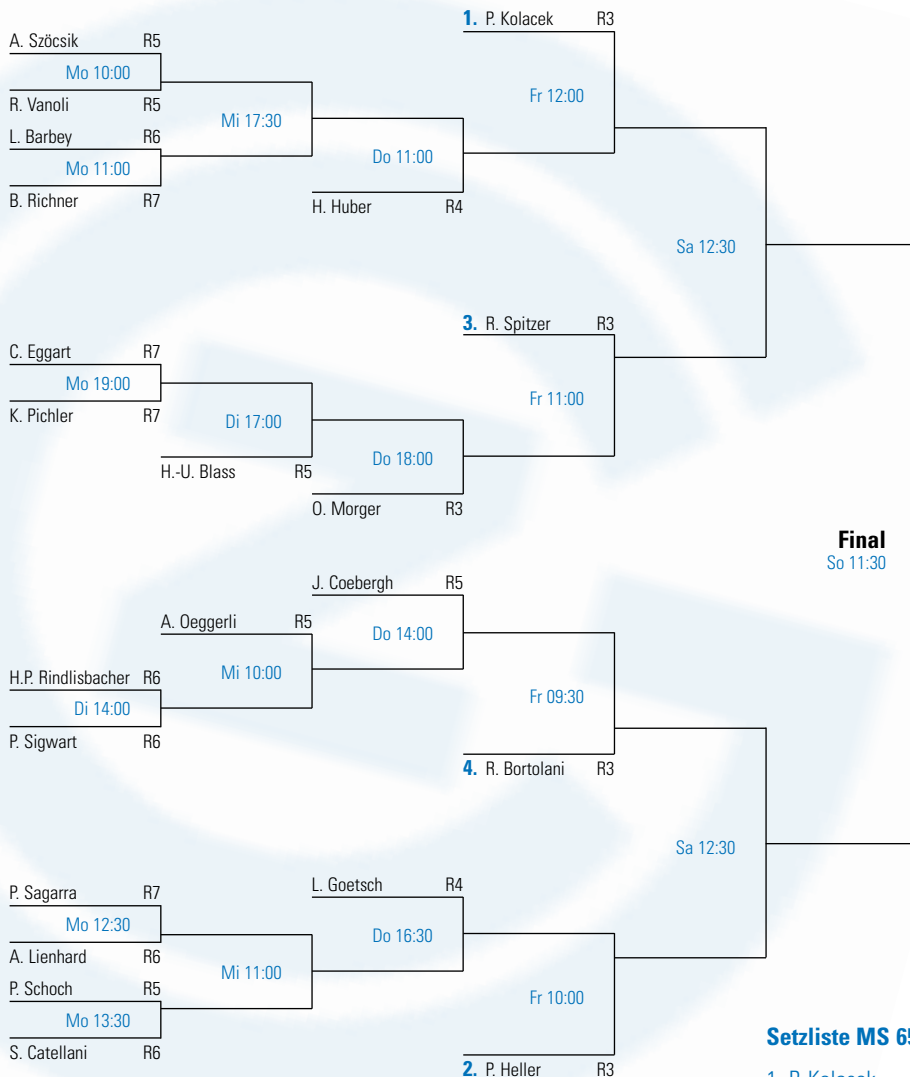 1. P. Kolacek R3
A. Szöcsik R5
Mo 10:00
Fr 12:00
R. Vanoli R5
Mi 17:30
L. Barbey R6
Do 11:00
Mo 11:00
B. Richner R7
H. Huber R4
Sa 12:30
3. R. Spitzer R3
C. Eggart R7
Mo 19:00
Fr 11:00
K. Pichler R7
Di 17:00
Do 18:00
H.-U. Blass R5
O. Morger R3
Final
So 11:30
J. Coebergh R5
A. Oeggerli R5
Do 14:00
Mi 10:00
H.P. Rindlisbacher R6
Fr 09:30
Di 14:00
P. Sigwart R6
4. R. Bortolani R3
Sa 12:30
L. Goetsch R4
P. Sagarra R7
Mo 12:30
Do 16:30
A. Lienhard R6
Mi 11:00
P. Schoch R5
Fr 10:00
Mo 13:30
Setzliste MS 65
S. Catellani R6
2. P. Heller R3
1. P. Kolacek